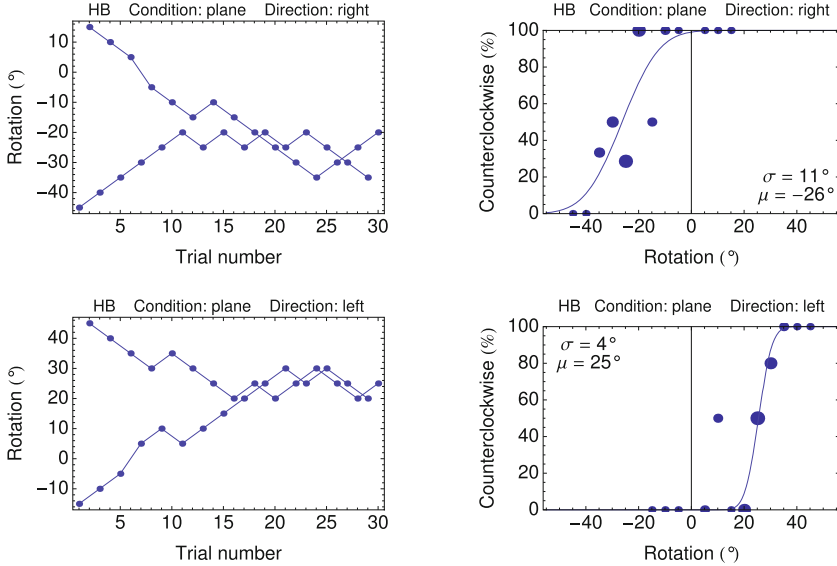 HB Condition: plane Direction: right
10
0
−10
−20
−30
−40
Rotation (°)
5 10 15 20 25 30
Trial number
HB Condition: plane Direction: right
100
80
60
40
20
0
Counterclockwise (%)
σ = 11°
μ = −26°
−40 −20 0 20 40
Rotation (°)
HB Condition: plane Direction: left
40
30
20
10
0
−10
Rotation (°)
5 10 15 20 25 30
Trial number
HB Condition: plane Direction: left
100
80
60
40
20
0
Counterclockwise (%)
σ = 4°
μ = 25°
−40 −20 0 20 40
Rotation (°)